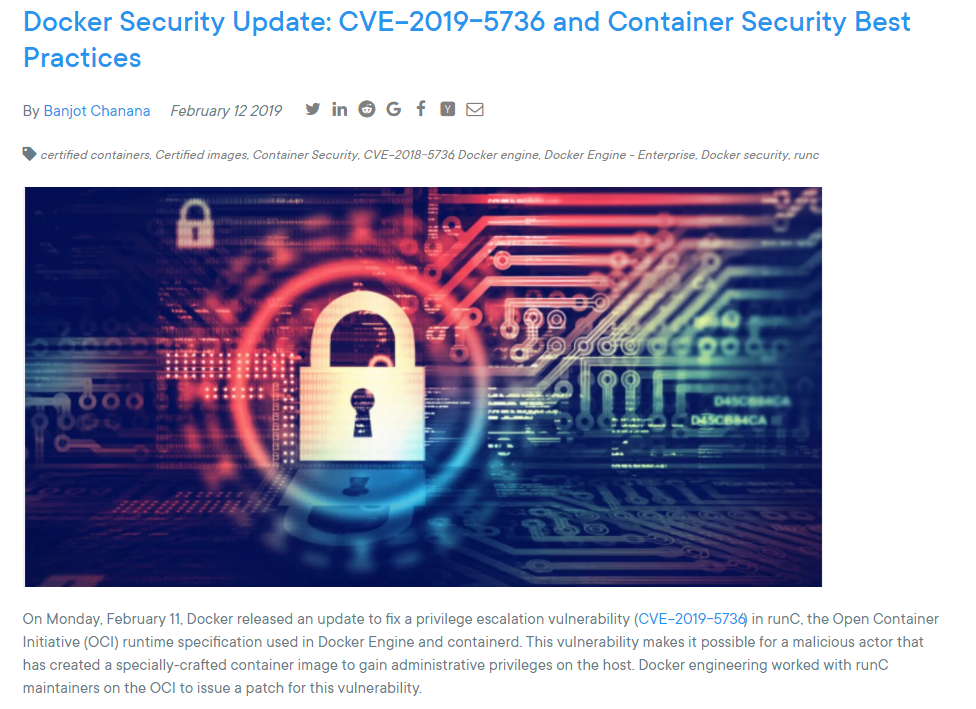 Docker Security Update: CVE-2019-5736 and Container Security Best
Practices
By Banjot Chanana February 12 2019
certified containers, Certified images, Container Security, CVE-2018-5736 Docker engine, Docker Engine - Enterprise, Docker security, runc
D45CB84CA
D45CB84CA
On Monday, February 11, Docker released an update to fix a privilege escalation vulnerability (CVE-2019-5736) in runC, the Open Container
Initiative (OCI) runtime specification used in Docker Engine and containerd. This vulnerability makes it possible for a malicious actor that
has created a specially-crafted container image to gain administrative privileges on the host. Docker engineering worked with runC
maintainers on the OCI to issue a patch for this vulnerability.